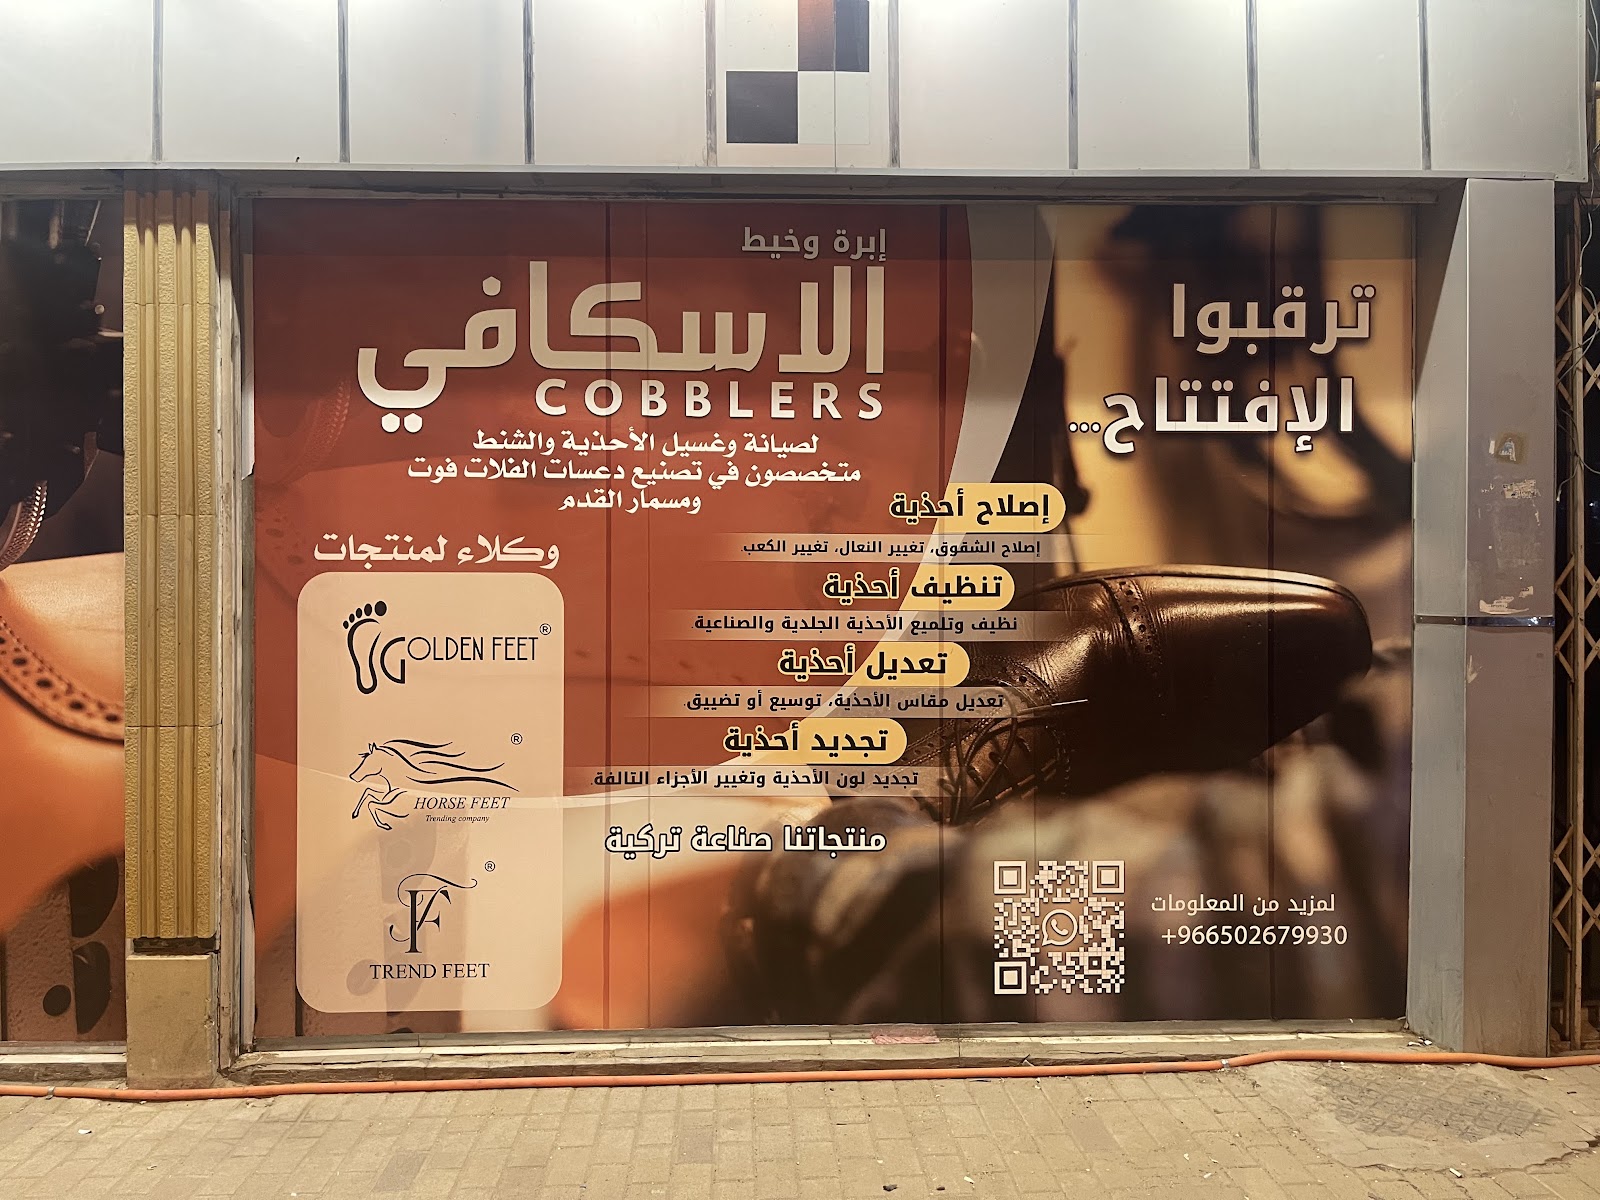 إبرة وخيط
الاسكافي
COBBLERS
لصيانة وغسيل الأحذية والشنط
متخصصون في تصنيع دعسات الفلات فوت
ومسمار القدم
ترقبوا
الإفتتاح...
إصلاح أحذية
إصلاح الشقوق، تغيير النعال، تغيير الكعب.
تنظيف أحذية
نظيف وتلميع الأحذية الجلدية والصناعية.
تعديل أحذية
تعديل مقاس الأحذية، توسيع أو تضييق.
تجديد أحذية
تجديد لون الأحذية وتغيير الأجزاء التالفة.
منتجاتنا صناعة تركية
وكلاء لمنتجات
GOLDEN FEET®
®
HORSE FEET
Trending company
®
TF
TREND FEET
لمزيد من المعلومات
+966502679930